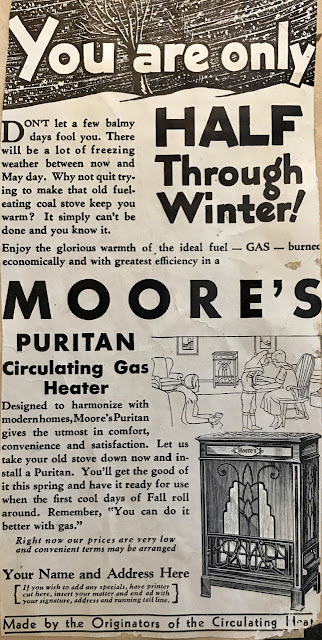 You are only
HALF
Through
Winter!
DON'T let a few balmy
days fool you. There
will be a lot of freezing
weather between now and
May day. Why not quit try-
ing to make that old fuel-
eating coal stove keep you
warm? It simply can't be
done and you know it.
Enjoy the glorious warmth of the ideal fuel — GAS — burned
economically and with greatest efficiency in a
MOORE'S
PURITAN
Circulating Gas
Heater
Designed to harmonize with
modern homes, Moore's Puritan
gives the utmost in comfort,
convenience and satisfaction. Let us
take your old stove down now and in-
stall a Puritan. You'll get the good of
it this spring and have it ready for use
when the first cool days of Fall roll
around. Remember, "You can do it
better with gas."
Right now our prices are very low
and convenient terms may be arranged
Moore's
Your Name and Address Here
[If you wish to add any specials, have printer
cut here, insert your matter and end ad with
your signature, address and running tail line.]
Made by the Originators of the Circulating Heat